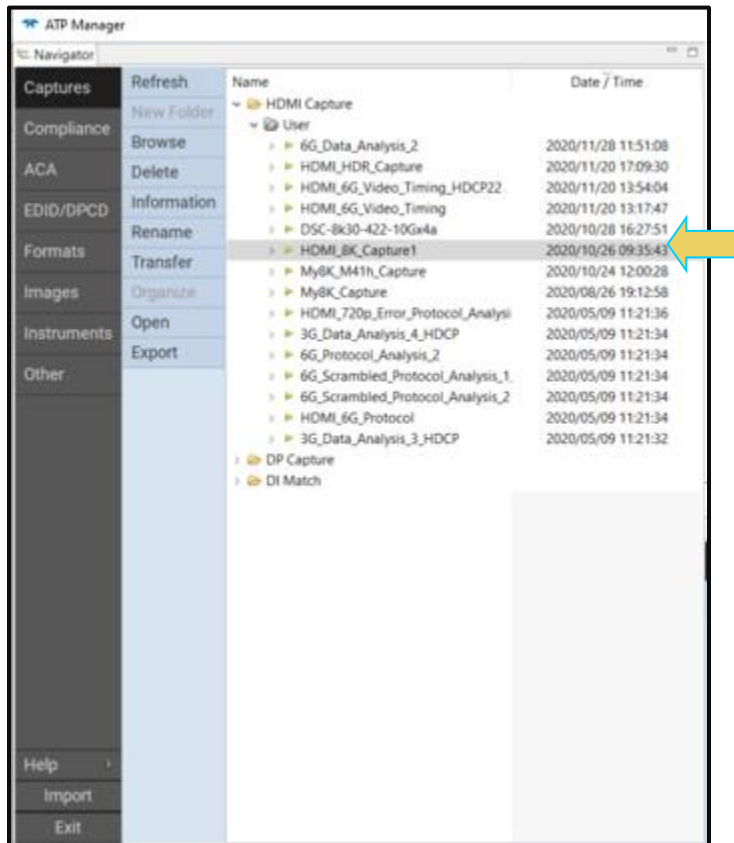 ATP Manager
Navigator
Captures
Compliance
ACA
EDID/DPCD
Formats
Images
Instruments
Other
Help
Import
Exit
Refresh
New Folder
Browse
Delete
Information
Rename
Transfer
Organize
Open
Export
Name Date / Time
HDMI Capture
User
6G_Data_Analysis_2 2020/11/28 11:51:08
HDMI_HDR_Capture 2020/11/20 17:09:30
HDMI_6G_Video_Timing_HDCP22 2020/11/20 13:54:04
HDMI_6G_Video_Timing 2020/11/20 13:17:47
DSC-8k30-422-10Gx4a 2020/10/28 16:27:51
HDMI_8K_Capture1 2020/10/26 09:35:43
My8K_M41h_Capture 2020/10/24 12:00:28
My8K_Capture 2020/08/26 19:12:58
HDMI_720p_Error_Protocol_Analysi 2020/05/09 11:21:36
3G_Data_Analysis_4_HDCP 2020/05/09 11:21:34
6G_Protocol_Analysis_2 2020/05/09 11:21:34
6G_Scrambled_Protocol_Analysis_1_ 2020/05/09 11:21:34
6G_Scrambled_Protocol_Analysis_2 2020/05/09 11:21:34
HDMI_6G_Protocol 2020/05/09 11:21:34
3G_Data_Analysis_3_HDCP 2020/05/09 11:21:32
DP Capture
DI Match